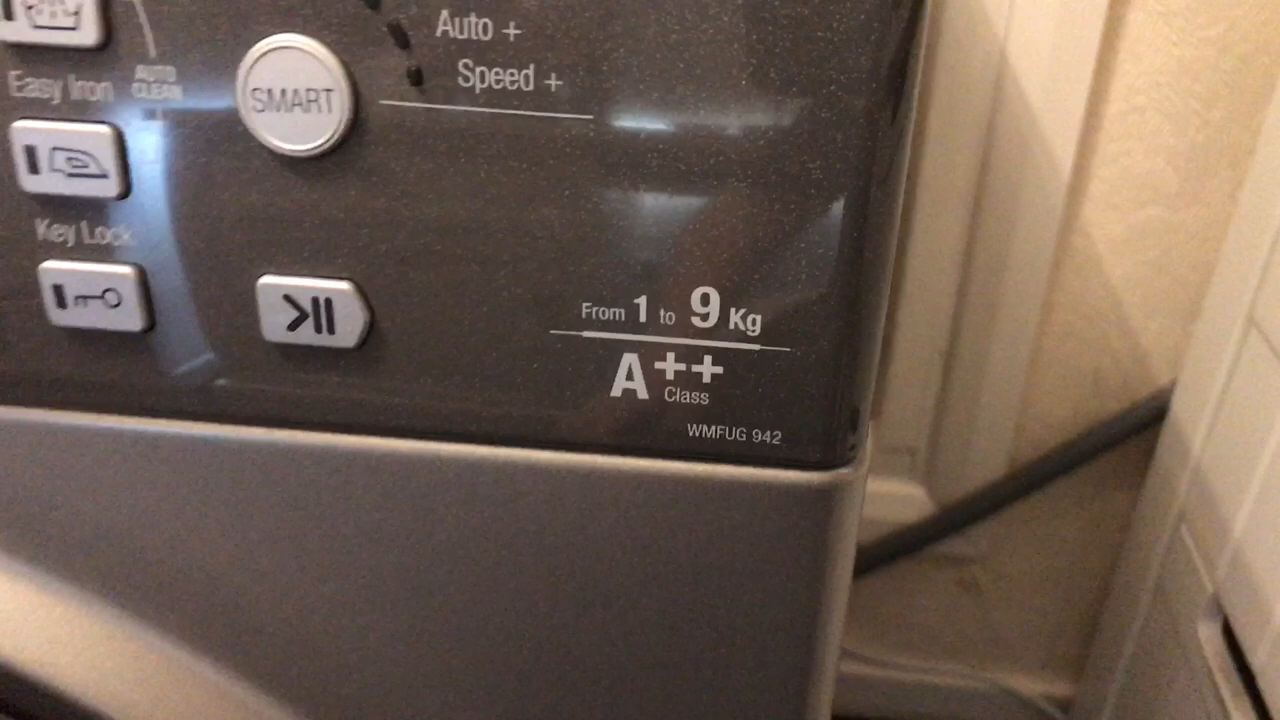 Auto +
Speed +
Easy Iron
AUTO
CLEAN
SMART
Key Lock
From 1 to 9 Kg
A++
Class
WMFUG 942